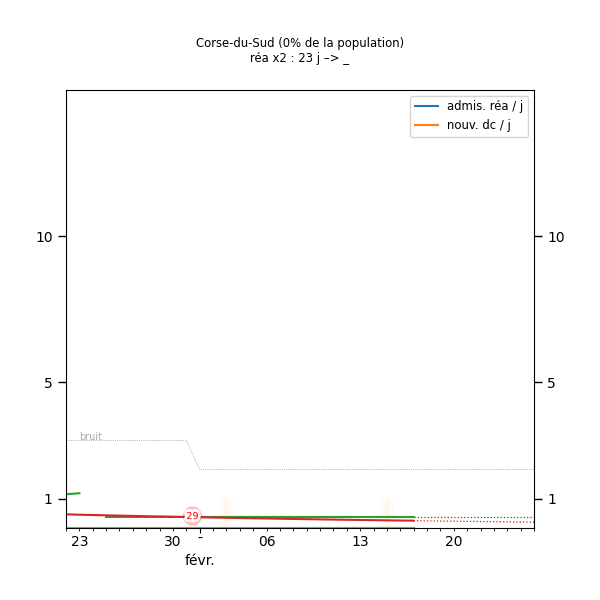 Corse-du-Sud (0% de la population)
réa x2 : 23 j –> _
admis. réa / j
nouv. dc / j
10 10
5 5
bruit
1 1
29
23 30 - 06 13 20
févr.